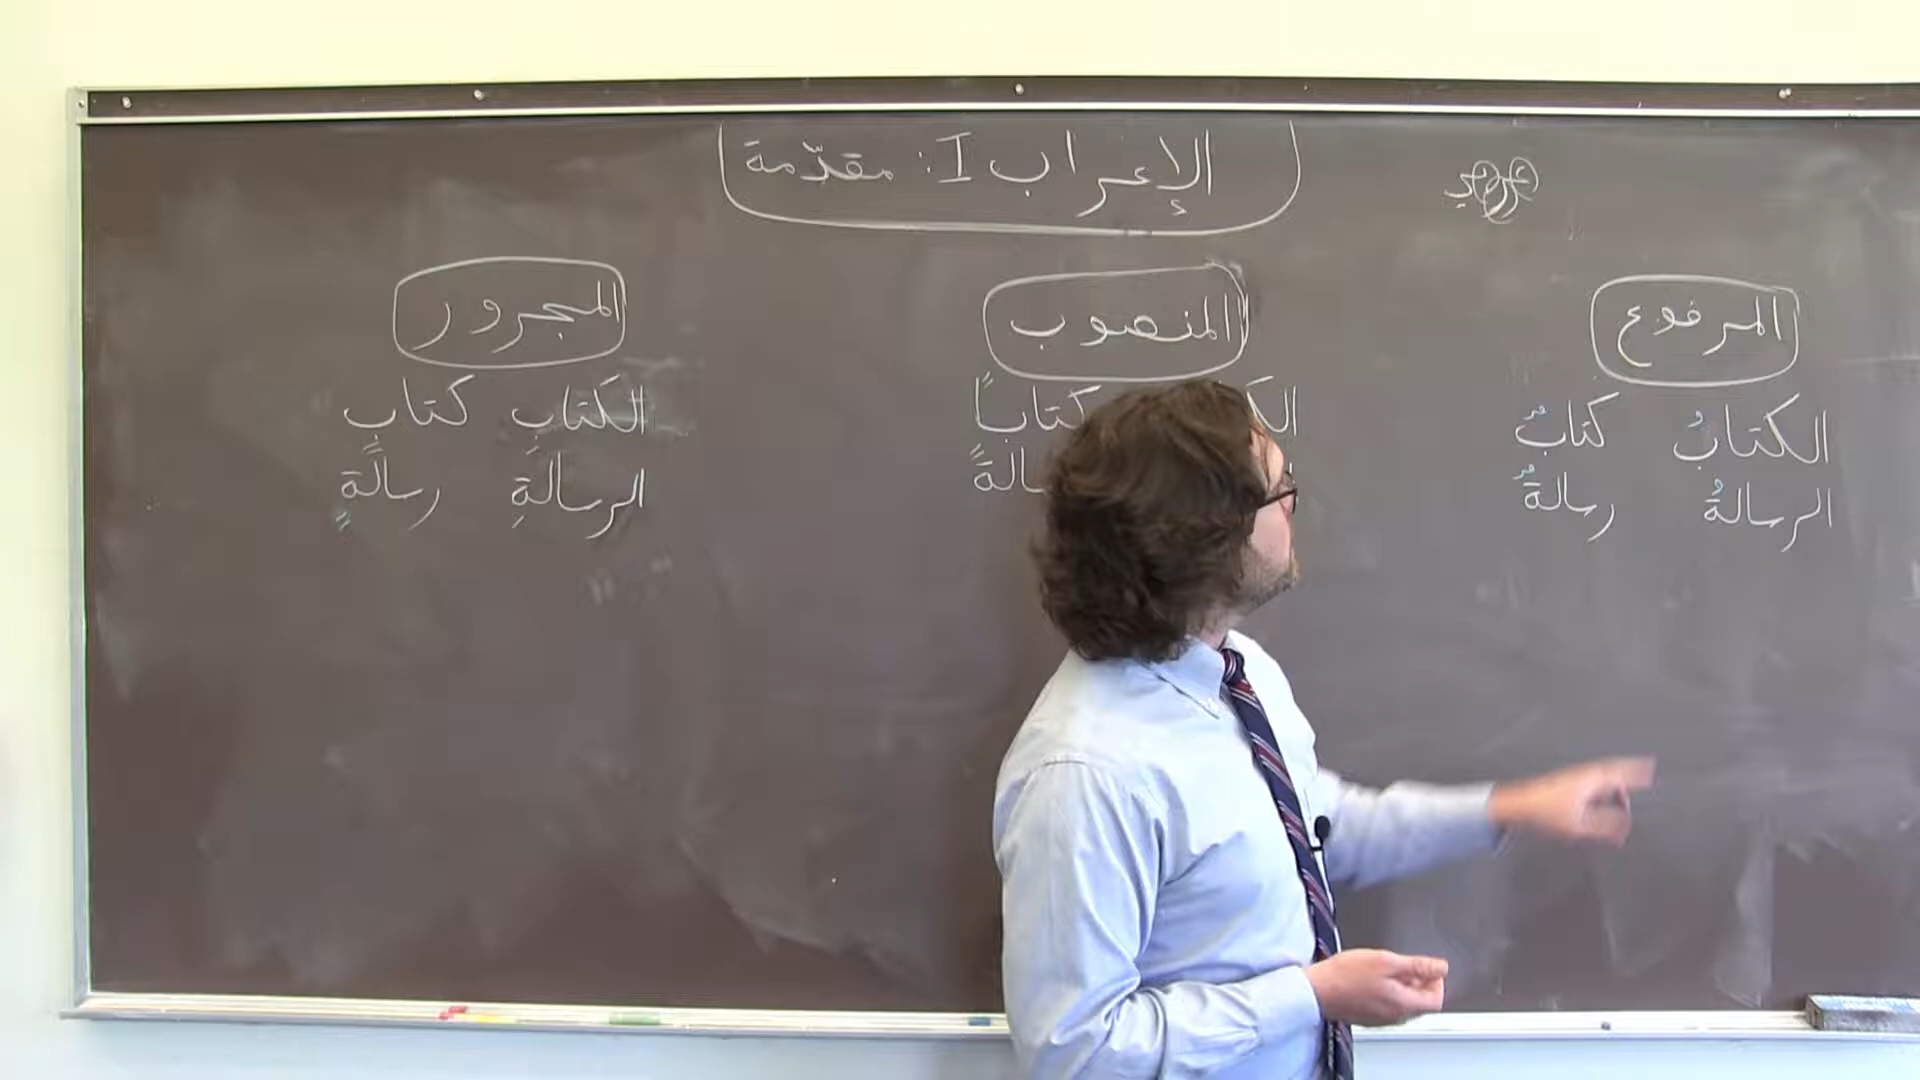 الإعراب I: مقدّمة
المرفوع
الكتابُ كتابٌ
الرسالةُ رسالةٌ
المنصوب
كتاباً
المجرور
الكتابِ كتابٍ
الرسالةِ رسالةٍ